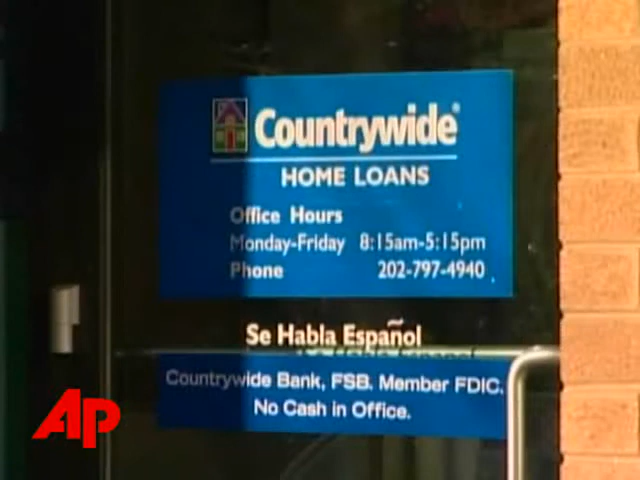 Countrywide®
HOME LOANS
Office Hours
Monday-Friday 8:15am-5:15pm
Phone 202-797-4940
Se Habla Español
Countrywide Bank, FSB. Member FDIC.
No Cash in Office.
AP